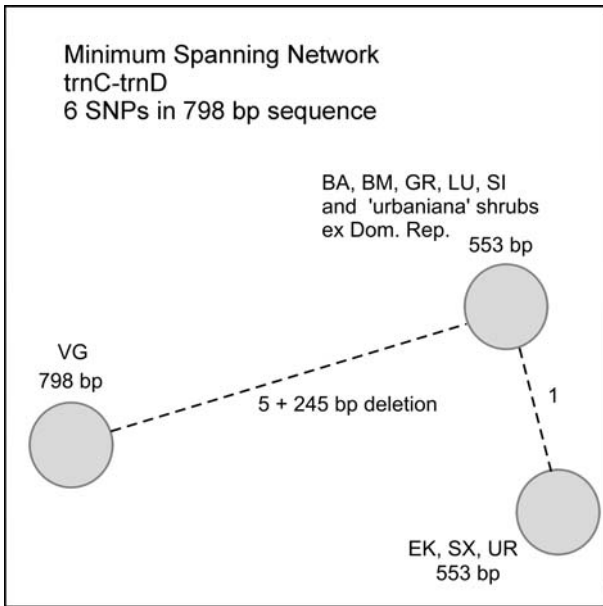 Minimum Spanning Network
trnC-trnD
6 SNPs in 798 bp sequence
BA, BM, GR, LU, SI
and 'urbaniana' shrubs
ex Dom. Rep.
553 bp
VG
798 bp
5 + 245 bp deletion
1
EK, SX, UR
553 bp